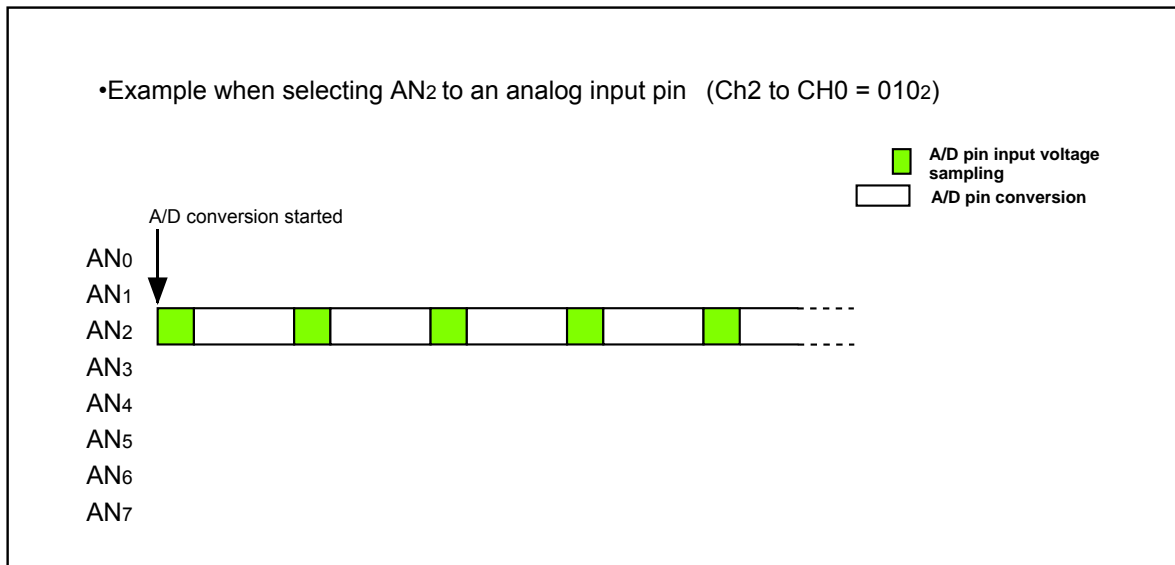 •Example when selecting AN2 to an analog input pin (Ch2 to CH0 = 0102)
A/D pin input voltage
sampling
A/D pin conversion
A/D conversion started
AN0
AN1
AN2
AN3
AN4
AN5
AN6
AN7